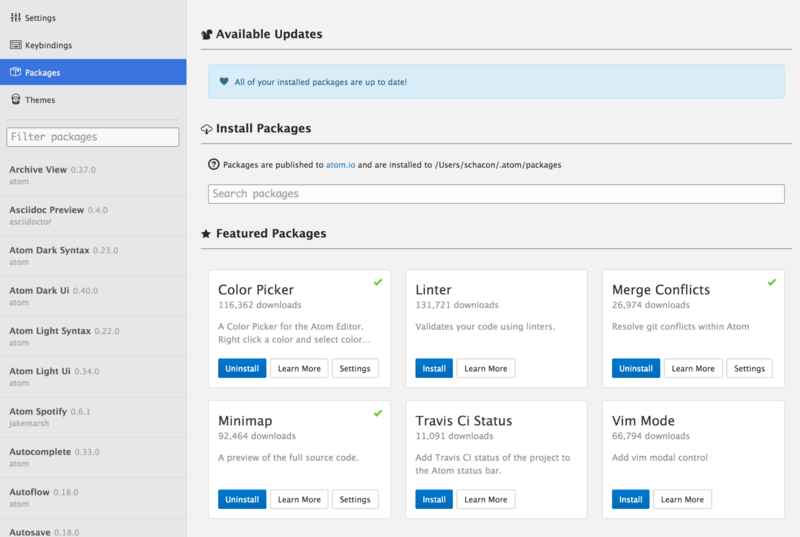 Settings
Keybindings
Packages
Themes
Filter packages
Archive View 0.37.0
atom
Asciidoc Preview 0.4.0
asciidoctor
Atom Dark Syntax 0.23.0
atom
Atom Dark Ui 0.40.0
atom
Atom Light Syntax 0.22.0
atom
Atom Light Ui 0.34.0
atom
Atom Spotify 0.6.1
jakemarsh
Autocomplete 0.33.0
atom
Autoflow 0.18.0
atom
Autosave 0.18.0
Available Updates
All of your installed packages are up to date!
Install Packages
Packages are published to atom.io and are installed to /Users/schacon/.atom/packages
Search packages
Featured Packages
Color Picker
116,362 downloads
A Color Picker for the Atom Editor.
Right click a color and select color...
Uninstall Learn More Settings
Linter
131,721 downloads
Validates your code using linters.
Install Learn More
Merge Conflicts
26,974 downloads
Resolve git conflicts within Atom
Uninstall Learn More Settings
Minimap
92,464 downloads
A preview of the full source code.
Uninstall Learn More Settings
Travis Ci Status
11,091 downloads
Add Travis CI status of the project to
the Atom status bar.
Install Learn More
Vim Mode
66,794 downloads
Add vim modal control
Install Learn More